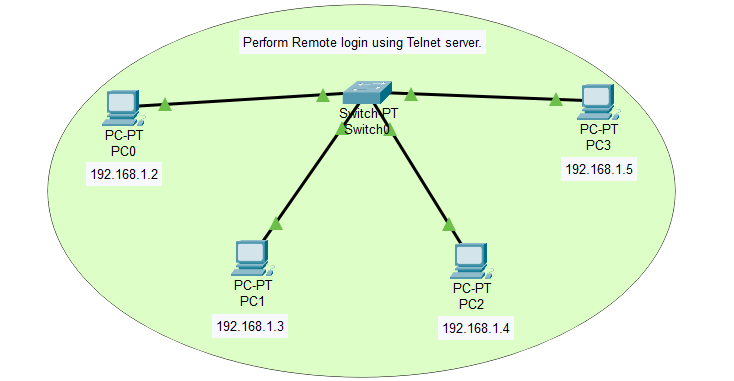 Perform Remote login using Telnet server.
Switch-PT
Switch0
PC-PT
PC0
192.168.1.2
PC-PT
PC3
192.168.1.5
PC-PT
PC1
192.168.1.3
PC-PT
PC2
192.168.1.4